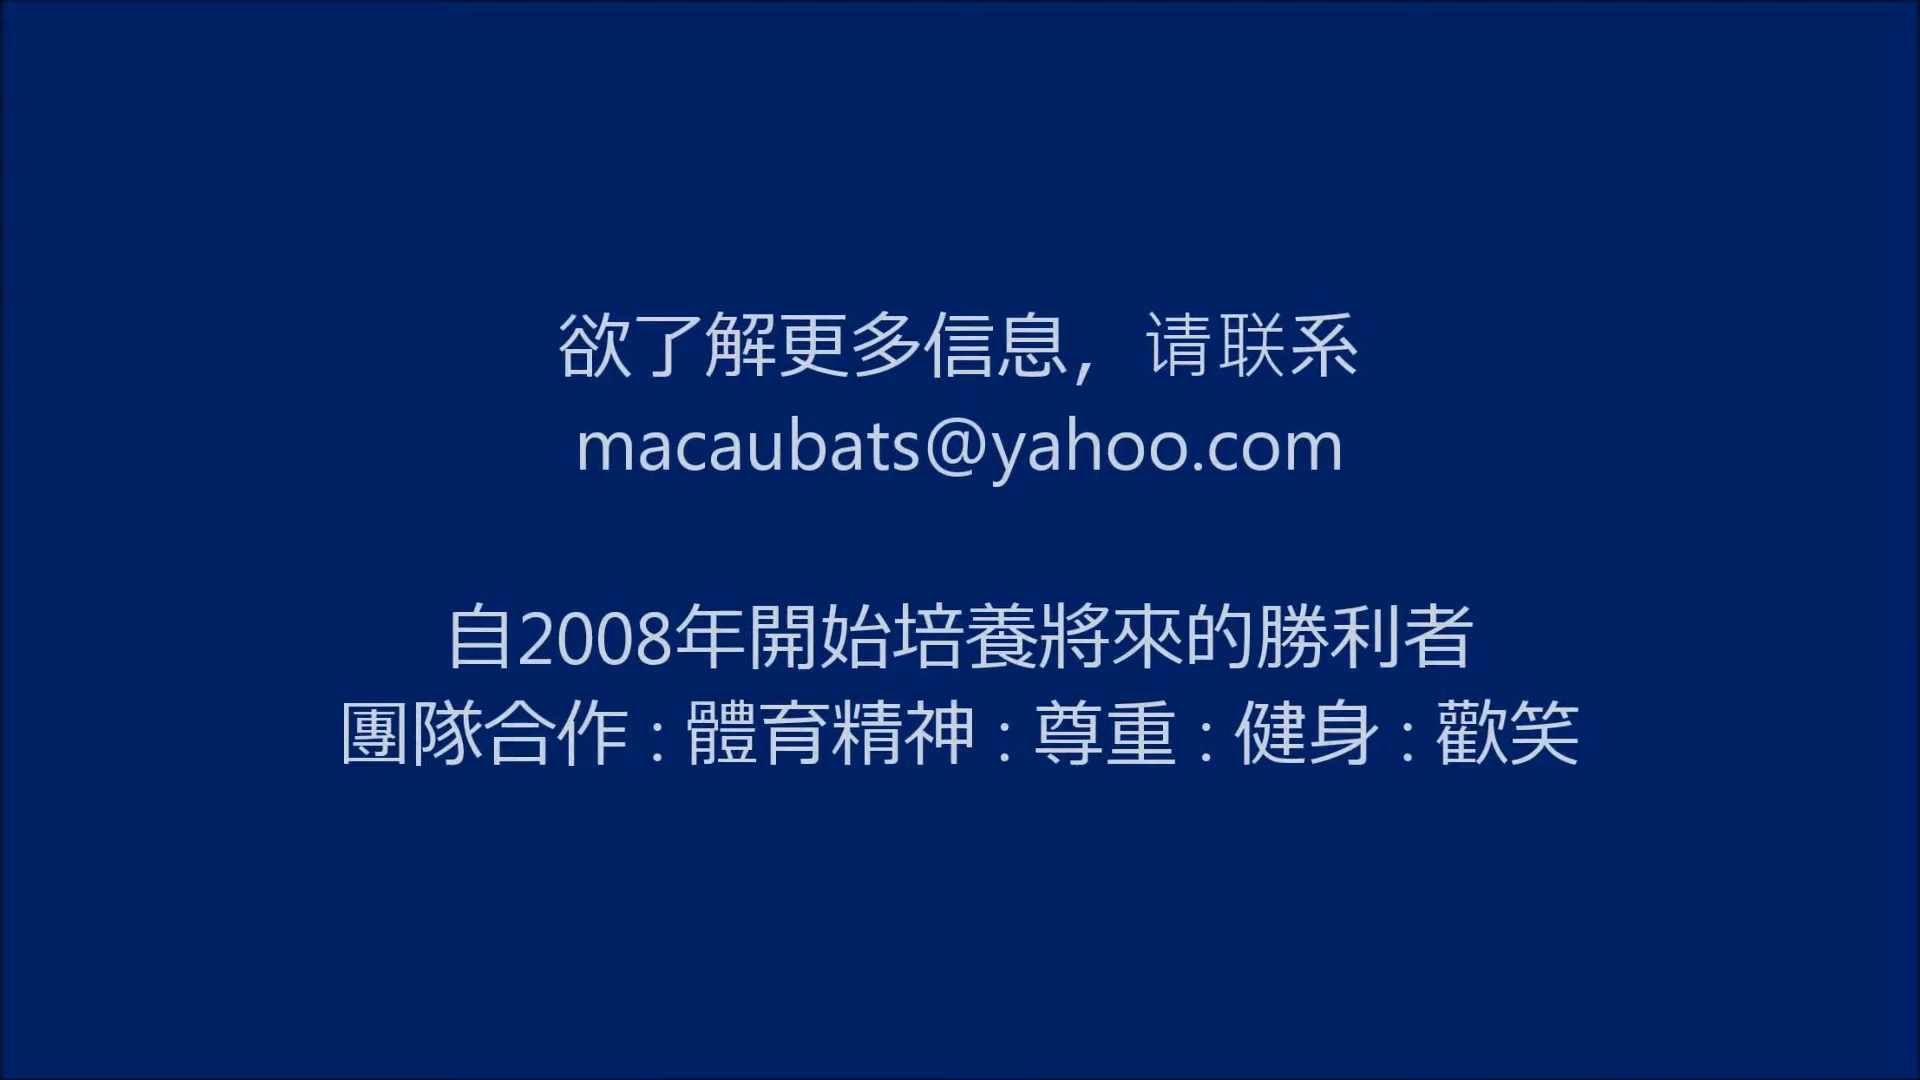 欲了解更多信息，请联系
macaubats@yahoo.com
自2008年開始培養將來的勝利者
團隊合作 : 體育精神 : 尊重 : 健身 : 歡笑